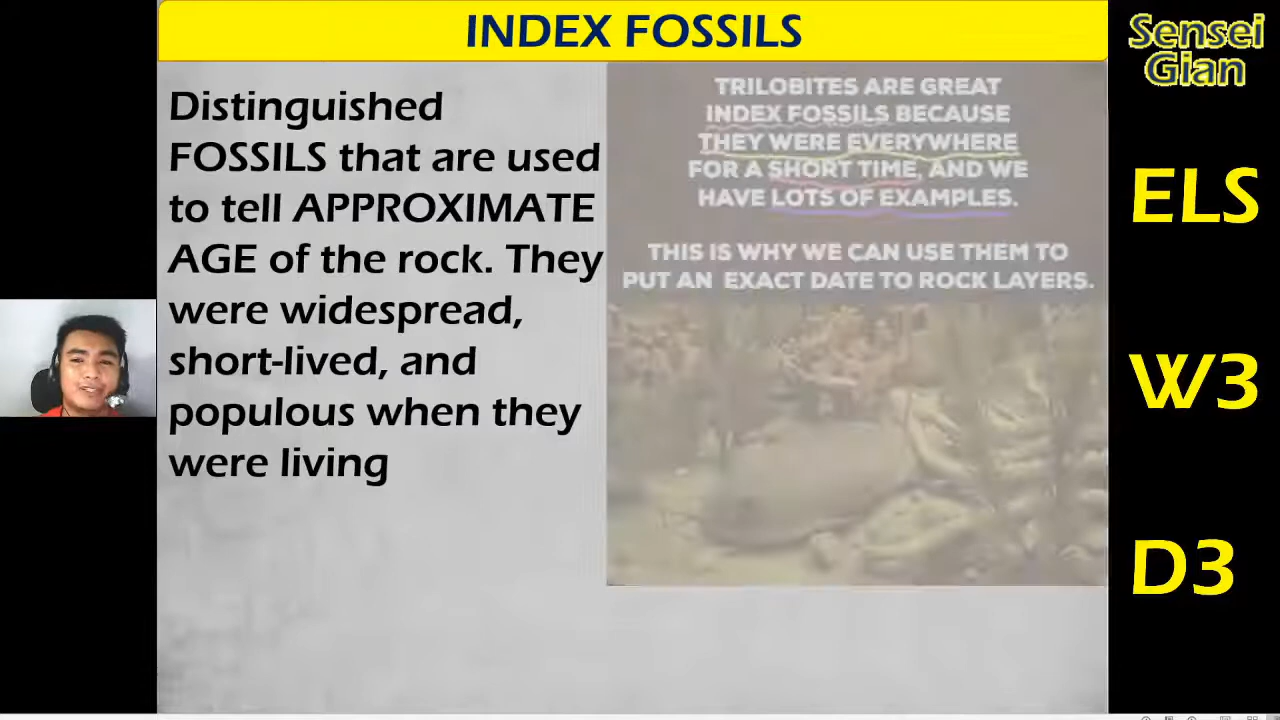 INDEX FOSSILS
Distinguished
FOSSILS that are used
to tell APPROXIMATE
AGE of the rock. They
were widespread,
short-lived, and
populous when they
were living
TRILOBITES ARE GREAT
INDEX FOSSILS BECAUSE
THEY WERE EVERYWHERE
FOR A SHORT TIME, AND WE
HAVE LOTS OF EXAMPLES.
THIS IS WHY WE CAN USE THEM TO
PUT AN EXACT DATE TO ROCK LAYERS.
Sensei
Gian
ELS
W3
D3